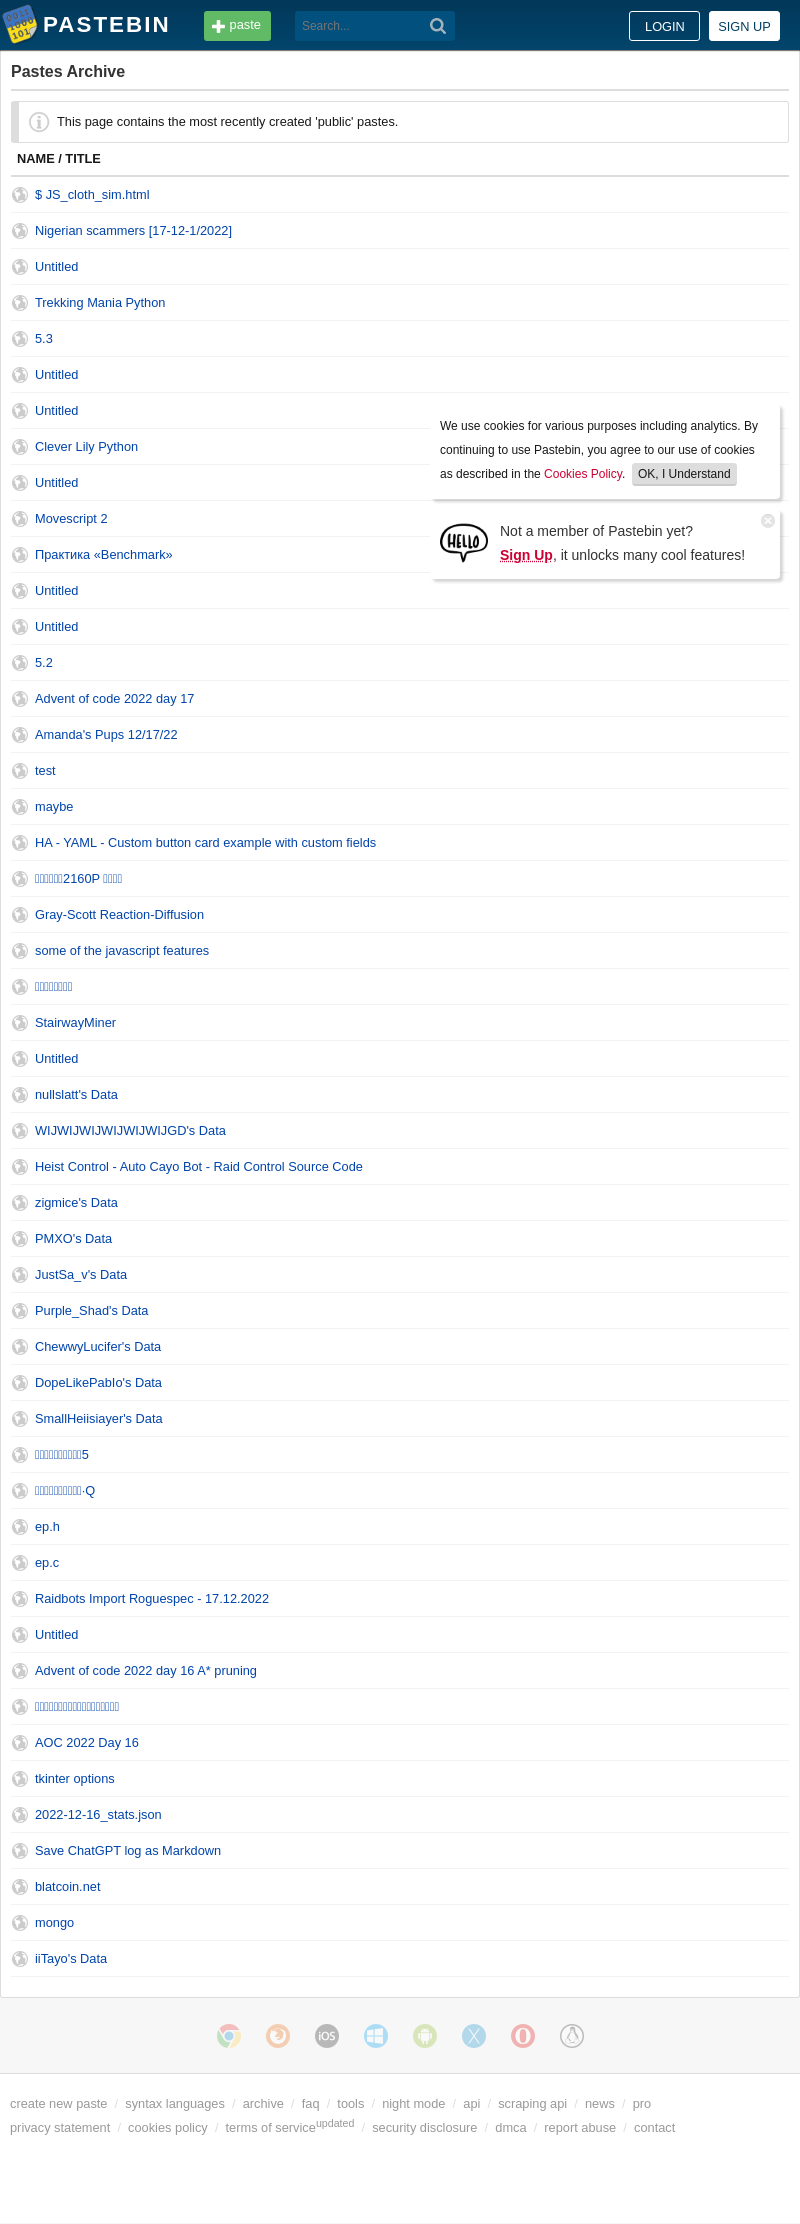 PASTEBIN
paste
Search...
LOGIN
SIGN UP
Pastes Archive
This page contains the most recently created 'public' pastes.
NAME / TITLE
$ JS_cloth_sim.html
Nigerian scammers [17-12-1/2022]
Untitled
Trekking Mania Python
5.3
Untitled
Untitled
Clever Lily Python
Untitled
Movescript 2
Практика «Benchmark»
We use cookies for various purposes including analytics. By
continuing to use Pastebin, you agree to our use of cookies
as described in the Cookies Policy. OK, I Understand
HELLO
Not a member of Pastebin yet?
Sign Up, it unlocks many cool features!
Untitled
Untitled
5.2
Advent of code 2022 day 17
Amanda's Pups 12/17/22
test
maybe
HA - YAML - Custom button card example with custom fields
2160P
Gray-Scott Reaction-Diffusion
some of the javascript features
StairwayMiner
Untitled
nullslatt's Data
WIJWIJWIJWIJWIJWIJGD's Data
Heist Control - Auto Cayo Bot - Raid Control Source Code
zigmice's Data
PMXO's Data
JustSa_v's Data
Purple_Shad's Data
ChewwyLucifer's Data
DopeLikePabIo's Data
SmallHeiisiayer's Data
5
·Q
ep.h
ep.c
Raidbots Import Roguespec - 17.12.2022
Untitled
Advent of code 2022 day 16 A* pruning
AOC 2022 Day 16
tkinter options
2022-12-16_stats.json
Save ChatGPT log as Markdown
blatcoin.net
mongo
iiTayo's Data
iOS
create new paste / syntax languages / archive / faq / tools / night mode / api / scraping api / news / pro
privacy statement / cookies policy / terms of service updated / security disclosure / dmca / report abuse / contact